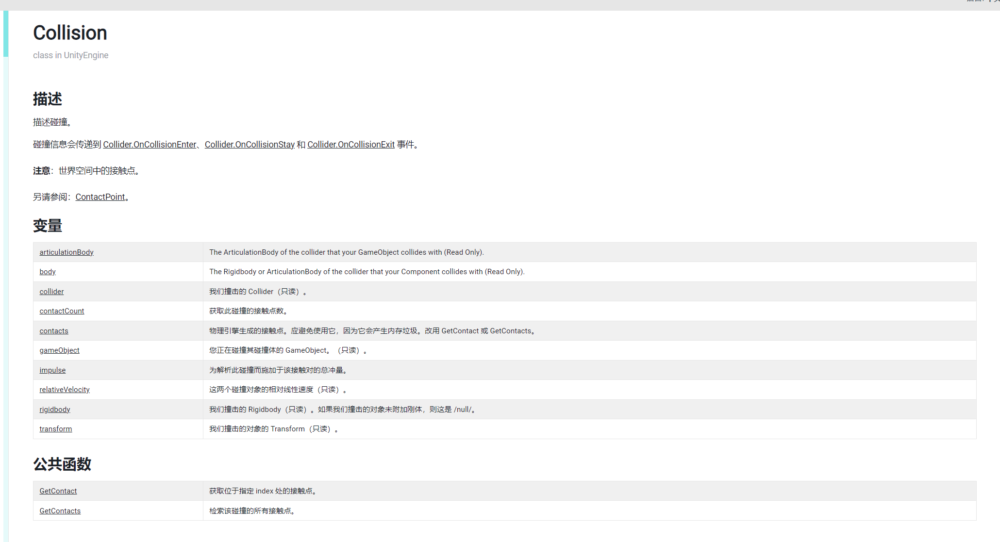 Collision
class in UnityEngine
描述
描述碰撞。
碰撞信息会传递到 Collider.OnCollisionEnter、Collider.OnCollisionStay 和 Collider.OnCollisionExit 事件。
注意：世界空间中的接触点。
另请参阅：ContactPoint。
变量
articulationBody The ArticulationBody of the collider that your GameObject collides with (Read Only).
body The Rigidbody or ArticulationBody of the collider that your Component collides with (Read Only).
collider 我们撞击的 Collider（只读）。
contactCount 获取此碰撞的接触点数。
contacts 物理引擎生成的接触点。应避免使用它，因为它会产生内存垃圾。改用 GetContact 或 GetContacts。
gameObject 您正在碰撞其碰撞体的 GameObject。（只读）。
impulse 为解析此碰撞而施加于该接触对的总冲量。
relativeVelocity 这两个碰撞对象的相对线性速度（只读）。
rigidbody 我们撞击的 Rigidbody（只读）。如果我们撞击的对象未附加刚体，则这是 /null/。
transform 我们撞击的对象的 Transform（只读）。
公共函数
GetContact 获取位于指定 index 处的接触点。
GetContacts 检索该碰撞的所有接触点。